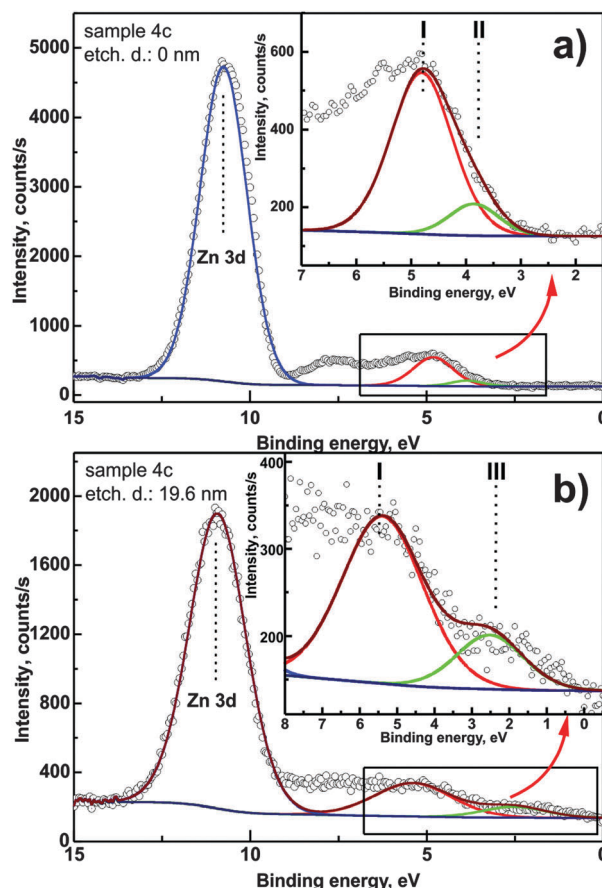 sample 4c
etch. d.: 0 nm
a)
I II
Intensity, counts/s
5000
4000
3000
2000
1000
0
15 10 5 0
Binding energy, eV
Zn 3d
Intensity, counts/s
600
400
200
7 6 5 4 3 2
Binding energy, eV
sample 4c
etch. d.: 19.6 nm
b)
I III
Intensity, counts/s
2000
1600
1200
800
400
0
15 10 5 0
Binding energy, eV
Zn 3d
Intensity, counts/s
400
300
200
8 7 6 5 4 3 2 1 0
Binding energy, eV